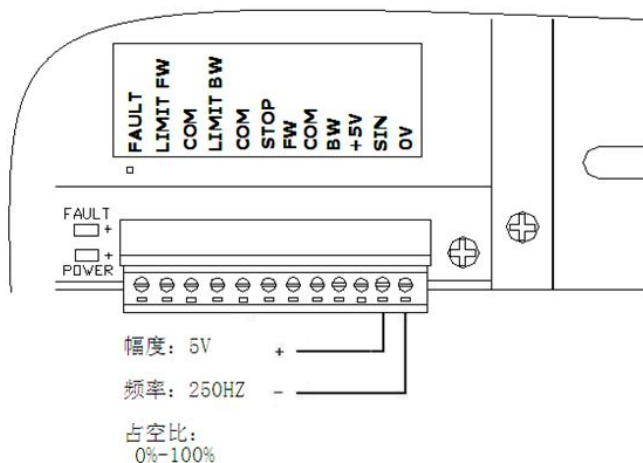 FAULT
LIMIT FW
COM
LIMIT BW
COM
STOP
FW
COM
BW
+5V
SIN
0V
FAULT
+
+
POWER
幅度: 5V +
频率: 250HZ -
占空比:
0%-100%